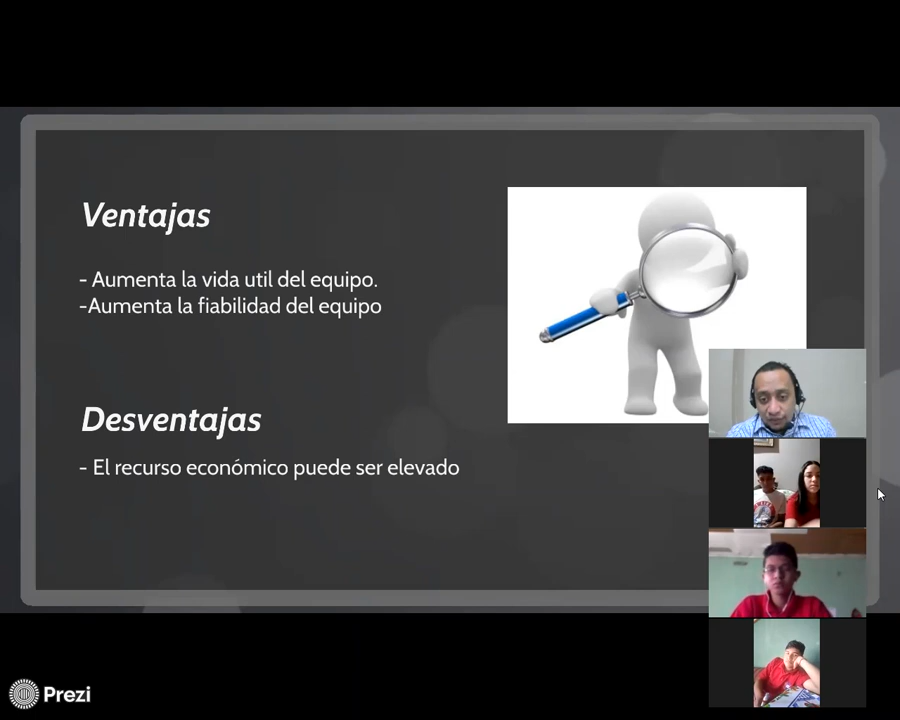 Ventajas
- Aumenta la vida util del equipo.
-Aumenta la fiabilidad del equipo
Desventajas
- El recurso económico puede ser elevado
Prezi